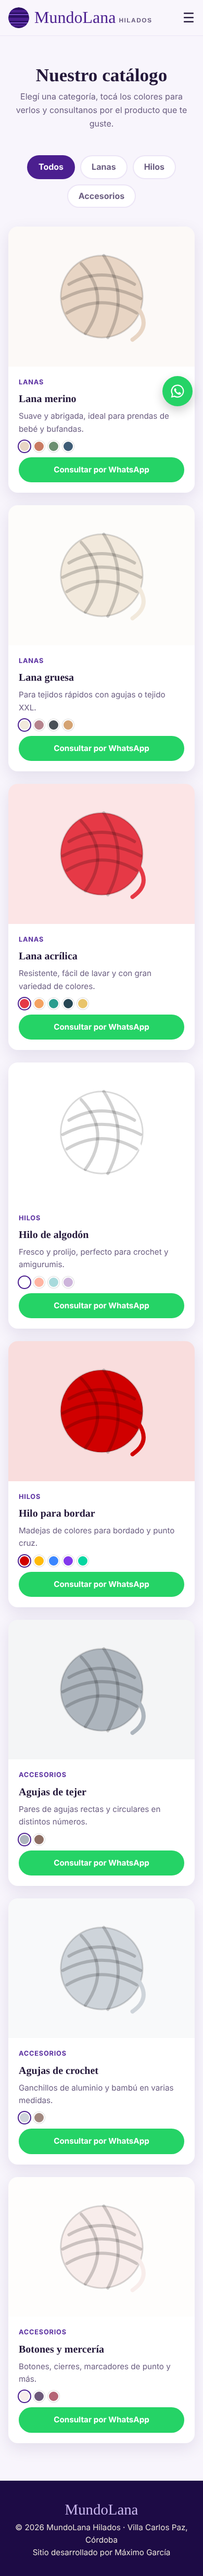 MundoLana HILADOS
Nuestro catálogo
Elegí una categoría, tocá los colores para
verlos y consultanos por el producto que te
guste.
Todos
Lanas
Hilos
Accesorios
LANAS
Lana merino
Suave y abrigada, ideal para prendas de
bebé y bufandas.
Consultar por WhatsApp
LANAS
Lana gruesa
Para tejidos rápidos con agujas o tejido
XXL.
Consultar por WhatsApp
LANAS
Lana acrílica
Resistente, fácil de lavar y con gran
variedad de colores.
Consultar por WhatsApp
HILOS
Hilo de algodón
Fresco y prolijo, perfecto para crochet y
amigurumis.
Consultar por WhatsApp
HILOS
Hilo para bordar
Madejas de colores para bordado y punto
cruz.
Consultar por WhatsApp
ACCESORIOS
Agujas de tejer
Pares de agujas rectas y circulares en
distintos números.
Consultar por WhatsApp
ACCESORIOS
Agujas de crochet
Ganchillos de aluminio y bambú en varias
medidas.
Consultar por WhatsApp
ACCESORIOS
Botones y mercería
Botones, cierres, marcadores de punto y
más.
Consultar por WhatsApp
MundoLana
© 2026 MundoLana Hilados · Villa Carlos Paz,
Córdoba
Sitio desarrollado por Máximo García